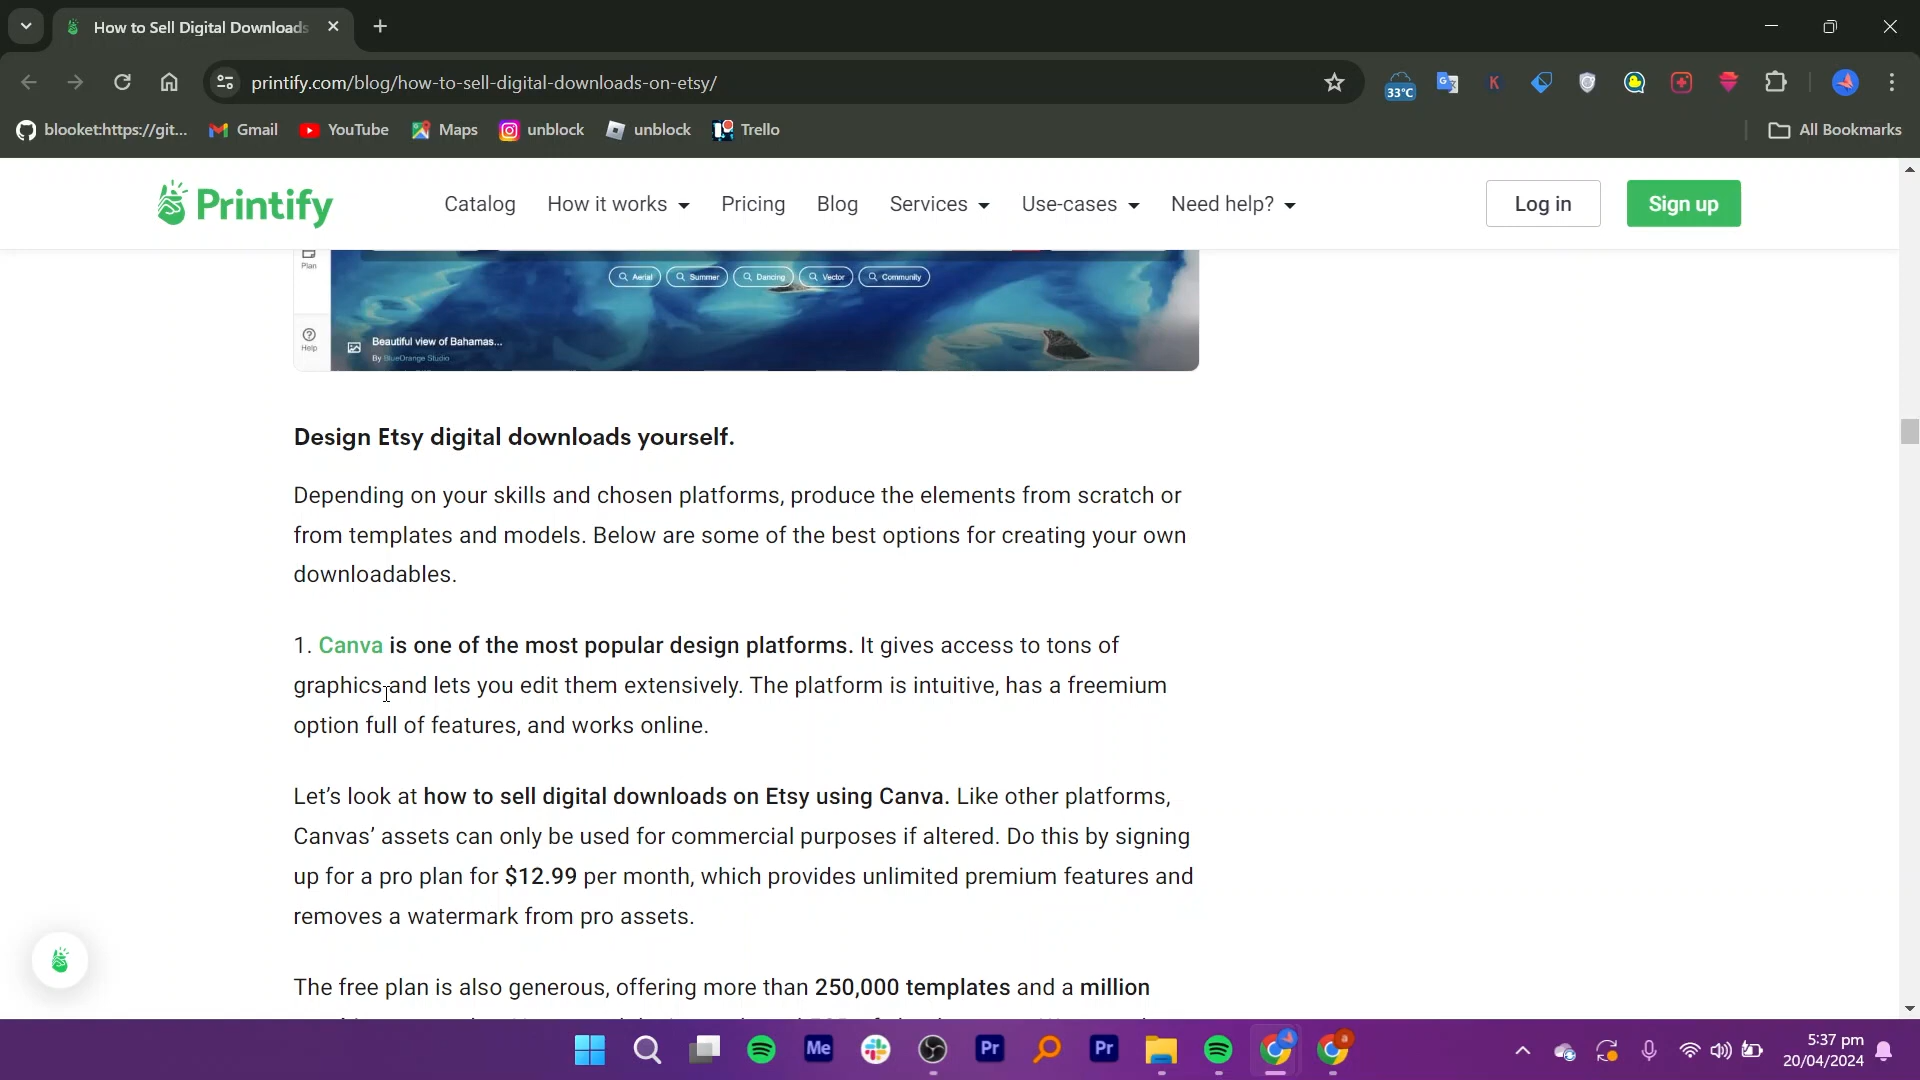 How to Sell Digital Downloads
printify.com/blog/how-to-sell-digital-downloads-on-etsy/
33°C
K
blooket:https://git...
Gmail
YouTube
Maps
unblock
unblock
Trello
All Bookmarks
Printify
Catalog
How it works
Pricing
Blog
Services
Use-cases
Need help?
Log in
Sign up
Plan
Aerial
Summer
Dancing
Vector
Community
Help
Beautiful view of Bahamas...
By BlueOrange Studio
Design Etsy digital downloads yourself.
Depending on your skills and chosen platforms, produce the elements from scratch or
from templates and models. Below are some of the best options for creating your own
downloadables.
1. Canva is one of the most popular design platforms. It gives access to tons of
graphics and lets you edit them extensively. The platform is intuitive, has a freemium
option full of features, and works online.
Let’s look at how to sell digital downloads on Etsy using Canva. Like other platforms,
Canvas’ assets can only be used for commercial purposes if altered. Do this by signing
up for a pro plan for $12.99 per month, which provides unlimited premium features and
removes a watermark from pro assets.
The free plan is also generous, offering more than 250,000 templates and a million
Me
Pr
Pr
a
5:37 pm
20/04/2024